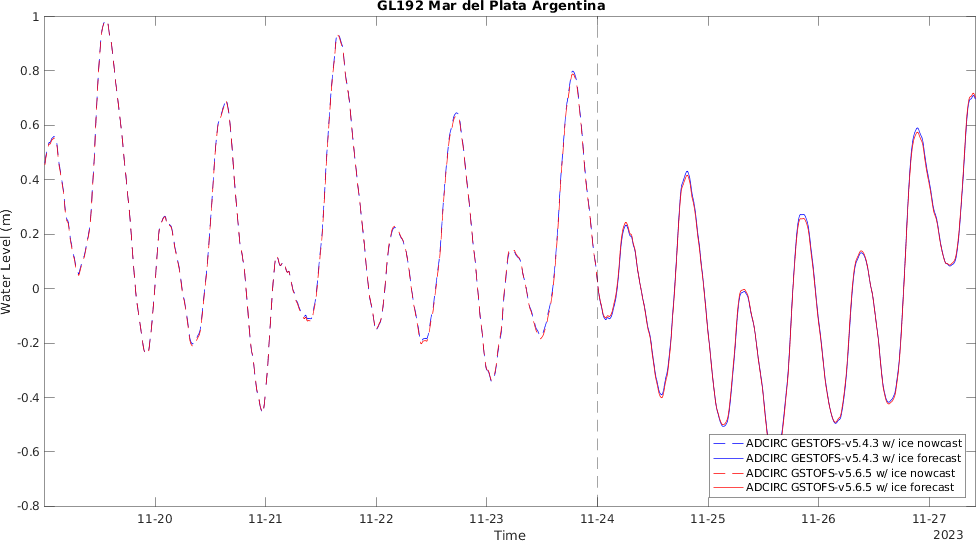 GL192 Mar del Plata Argentina
1
0.8
0.6
0.4
0.2
0
-0.2
-0.4
-0.6
-0.8
Water Level (m)
11-20 11-21 11-22 11-23 11-24 11-25 11-26 11-27
Time
2023
ADCIRC GESTOFS-v5.4.3 w/ ice nowcast
ADCIRC GESTOFS-v5.4.3 w/ ice forecast
ADCIRC GSTOFS-v5.6.5 w/ ice nowcast
ADCIRC GSTOFS-v5.6.5 w/ ice forecast